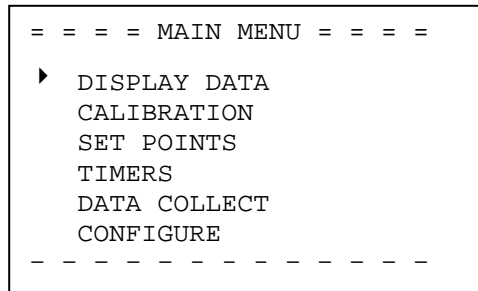 = = = = MAIN MENU = = = =
DISPLAY DATA
CALIBRATION
SET POINTS
TIMERS
DATA COLLECT
CONFIGURE
– – – – – – – – – – – – –